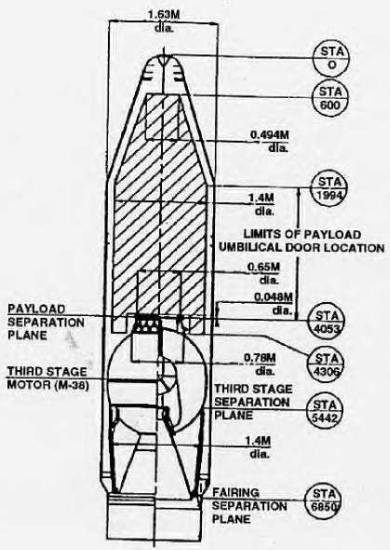 1.63M
dia.
STA
0
STA
600
0.494M
dia.
STA
1994
1.4M
dia.
LIMITS OF PAYLOAD
UMBILICAL DOOR LOCATION
0.65M
dia.
0.048M
dia.
PAYLOAD
SEPARATION
PLANE
STA
4053
STA
4306
0.78M
dia.
THIRD STAGE
MOTOR (M-38)
THIRD STAGE
SEPARATION
PLANE
STA
5442
1.4M
dia.
FAIRING
SEPARATION
PLANE
STA
6850